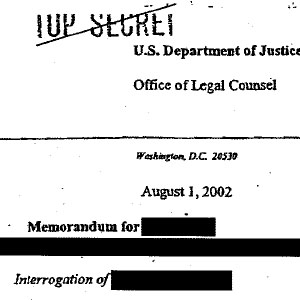 TOP SECRET
U.S. Department of Justice
Office of Legal Counsel
Washington, D.C. 20530
August 1, 2002
Memorandum for
Interrogation of